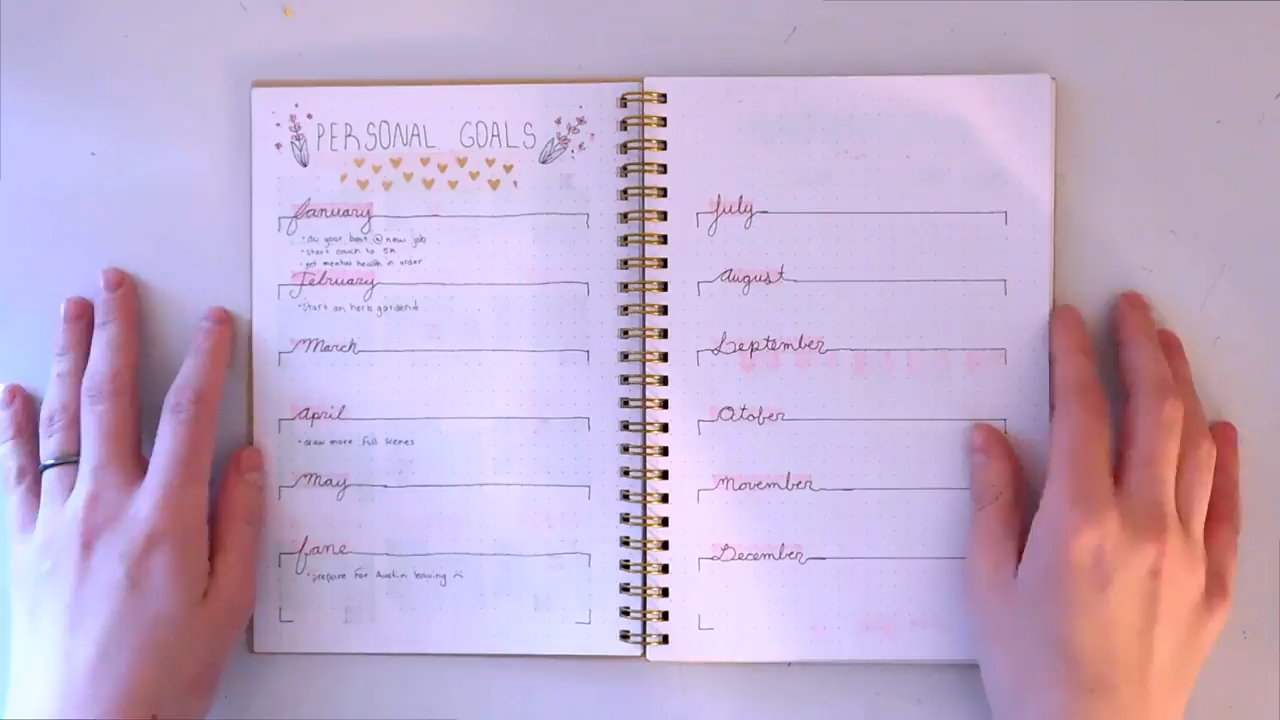 PERSONAL GOALS
January
• do your best @ new job
• start couch to 5K
• get mental health in order
February
• Start an herb garden!
March
April
• draw more full scenes
May
June
• prepare for Austin leaving
July
August
September
Otober
November
December